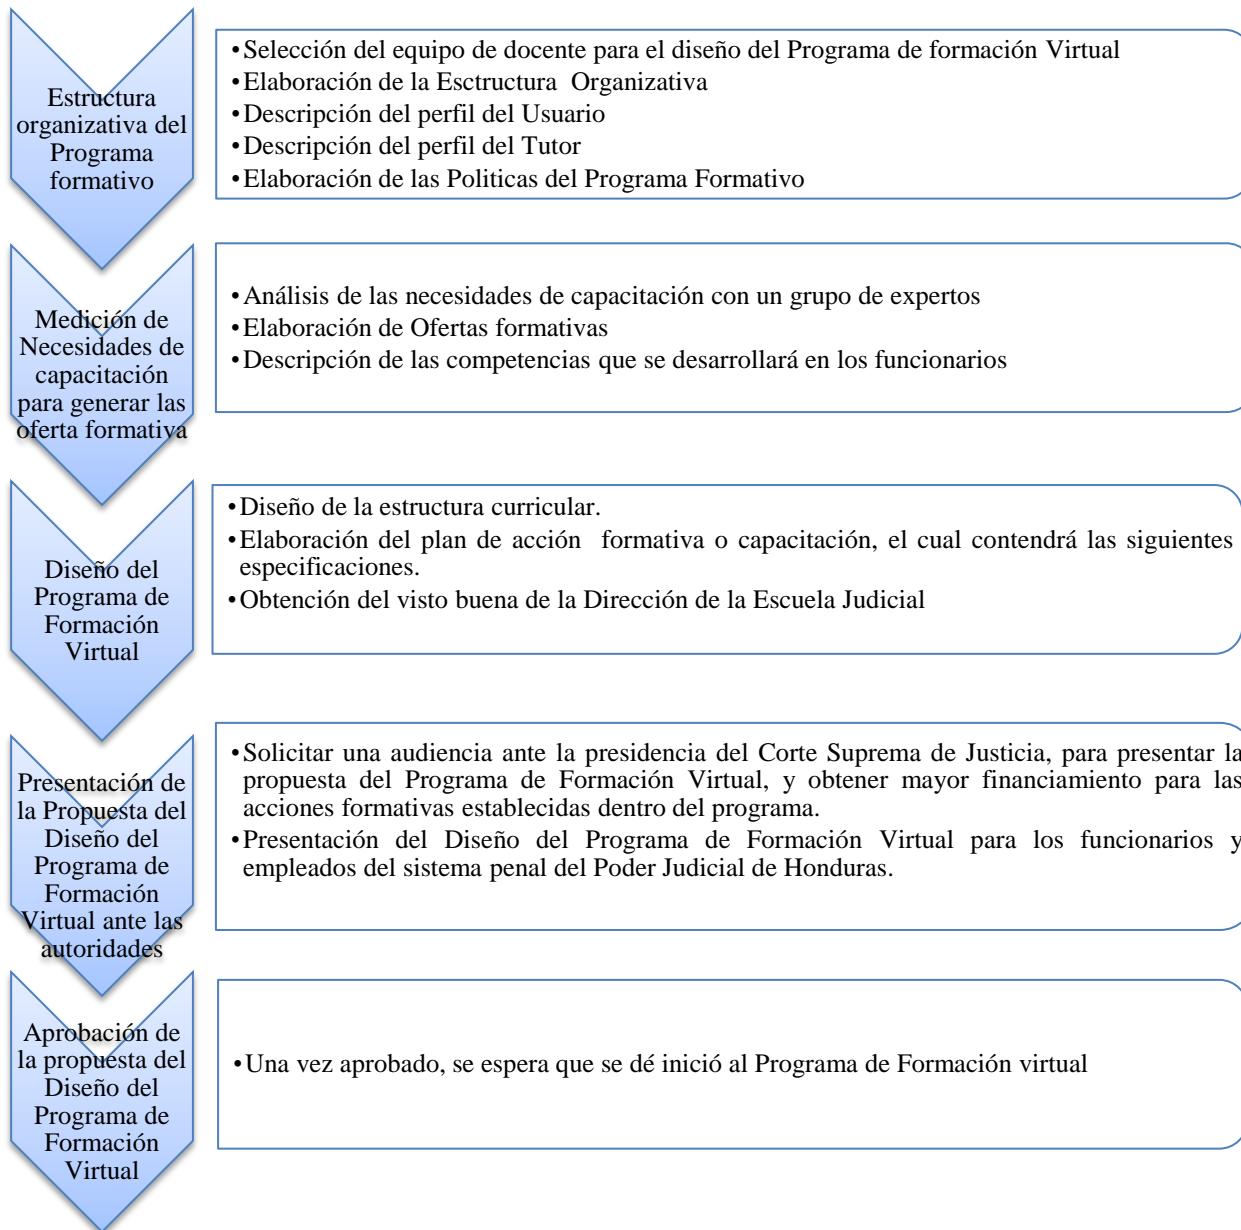 Estructura
organizativa del
Programa
formativo
•Selección del equipo de docente para el diseño del Programa de formación Virtual
•Elaboración de la Esctructura Organizativa
•Descripción del perfil del Usuario
•Descripción del perfil del Tutor
•Elaboración de las Politicas del Programa Formativo
Medición de
Necesidades de
capacitación
para generar las
oferta formativa
•Análisis de las necesidades de capacitación con un grupo de expertos
•Elaboración de Ofertas formativas
•Descripción de las competencias que se desarrollará en los funcionarios
Diseño del
Programa de
Formación
Virtual
•Diseño de la estructura curricular.
•Elaboración del plan de acción formativa o capacitación, el cual contendrá las siguientes
especificaciones.
•Obtención del visto buena de la Dirección de la Escuela Judicial
Presentación de
la Propuesta del
Diseño del
Programa de
Formación
Virtual ante las
autoridades
•Solicitar una audiencia ante la presidencia del Corte Suprema de Justicia, para presentar la
propuesta del Programa de Formación Virtual, y obtener mayor financiamiento para las
acciones formativas establecidas dentro del programa.
•Presentación del Diseño del Programa de Formación Virtual para los funcionarios y
empleados del sistema penal del Poder Judicial de Honduras.
Aprobación de
la propuesta del
Diseño del
Programa de
Formación
Virtual
•Una vez aprobado, se espera que se dé inició al Programa de Formación virtual